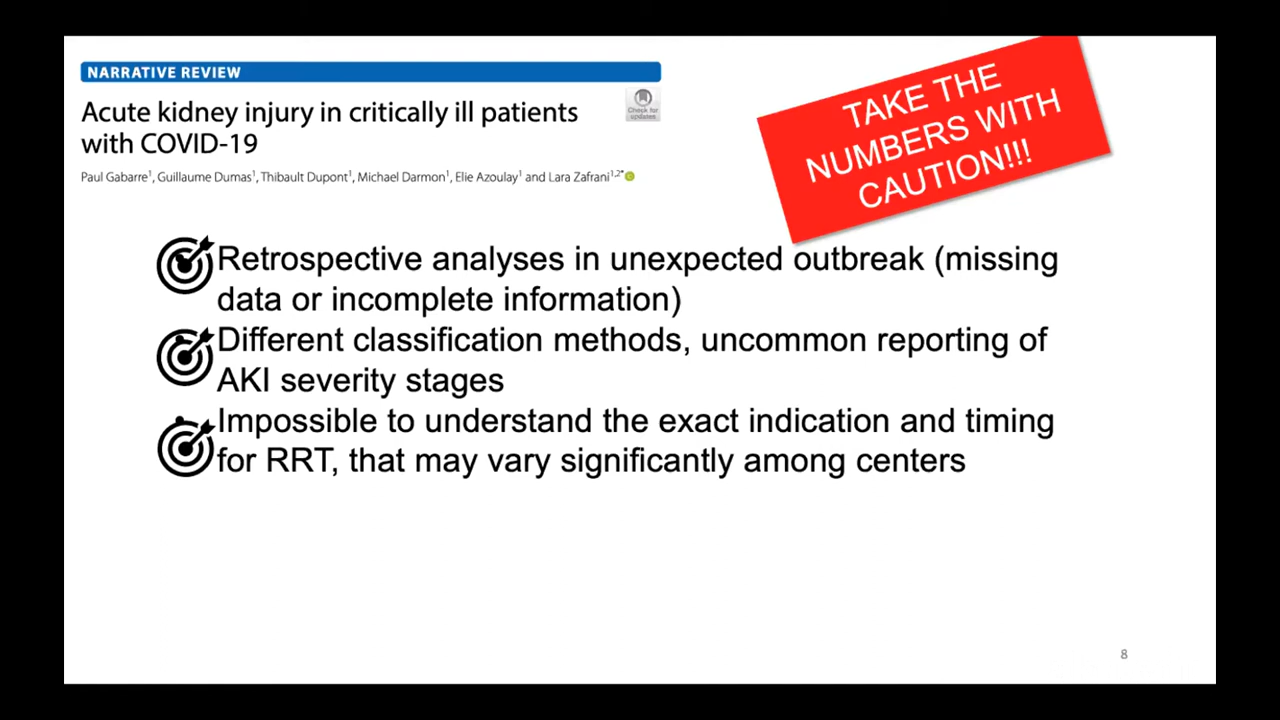 NARRATIVE REVIEW
Acute kidney injury in critically ill patients
with COVID-19
Check for
updates
Paul Gabarre1, Guillaume Dumas1, Thibault Dupont1, Michael Darmon1, Elie Azoulay1 and Lara Zafrani1,2*
TAKE THE
NUMBERS WITH
CAUTION!!!
Retrospective analyses in unexpected outbreak (missing
data or incomplete information)
Different classification methods, uncommon reporting of
AKI severity stages
Impossible to understand the exact indication and timing
for RRT, that may vary significantly among centers
8